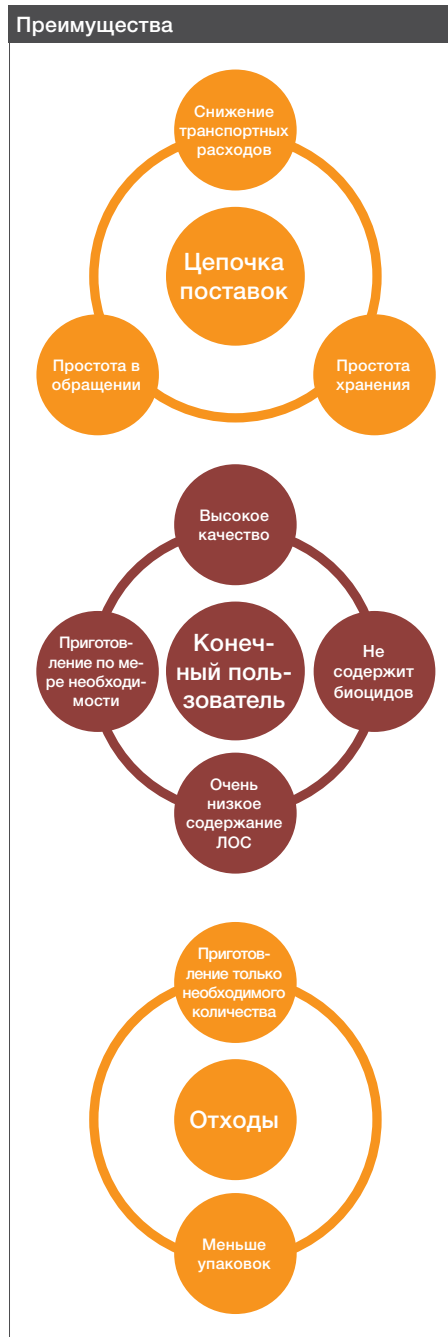 Преимущества
Снижение
транспортных
расходов
Цепочка
поставок
Простота в
обращении
Простота
хранения
Высокое
качество
Приготов-
ление по ме-
ре необходи-
мости
Конеч-
ный поль-
зователь
Не
содержит
биоцидов
Очень
низкое
содержание
ЛОС
Приготов-
ление только
необходимого
количества
Отходы
Меньше
упаковок